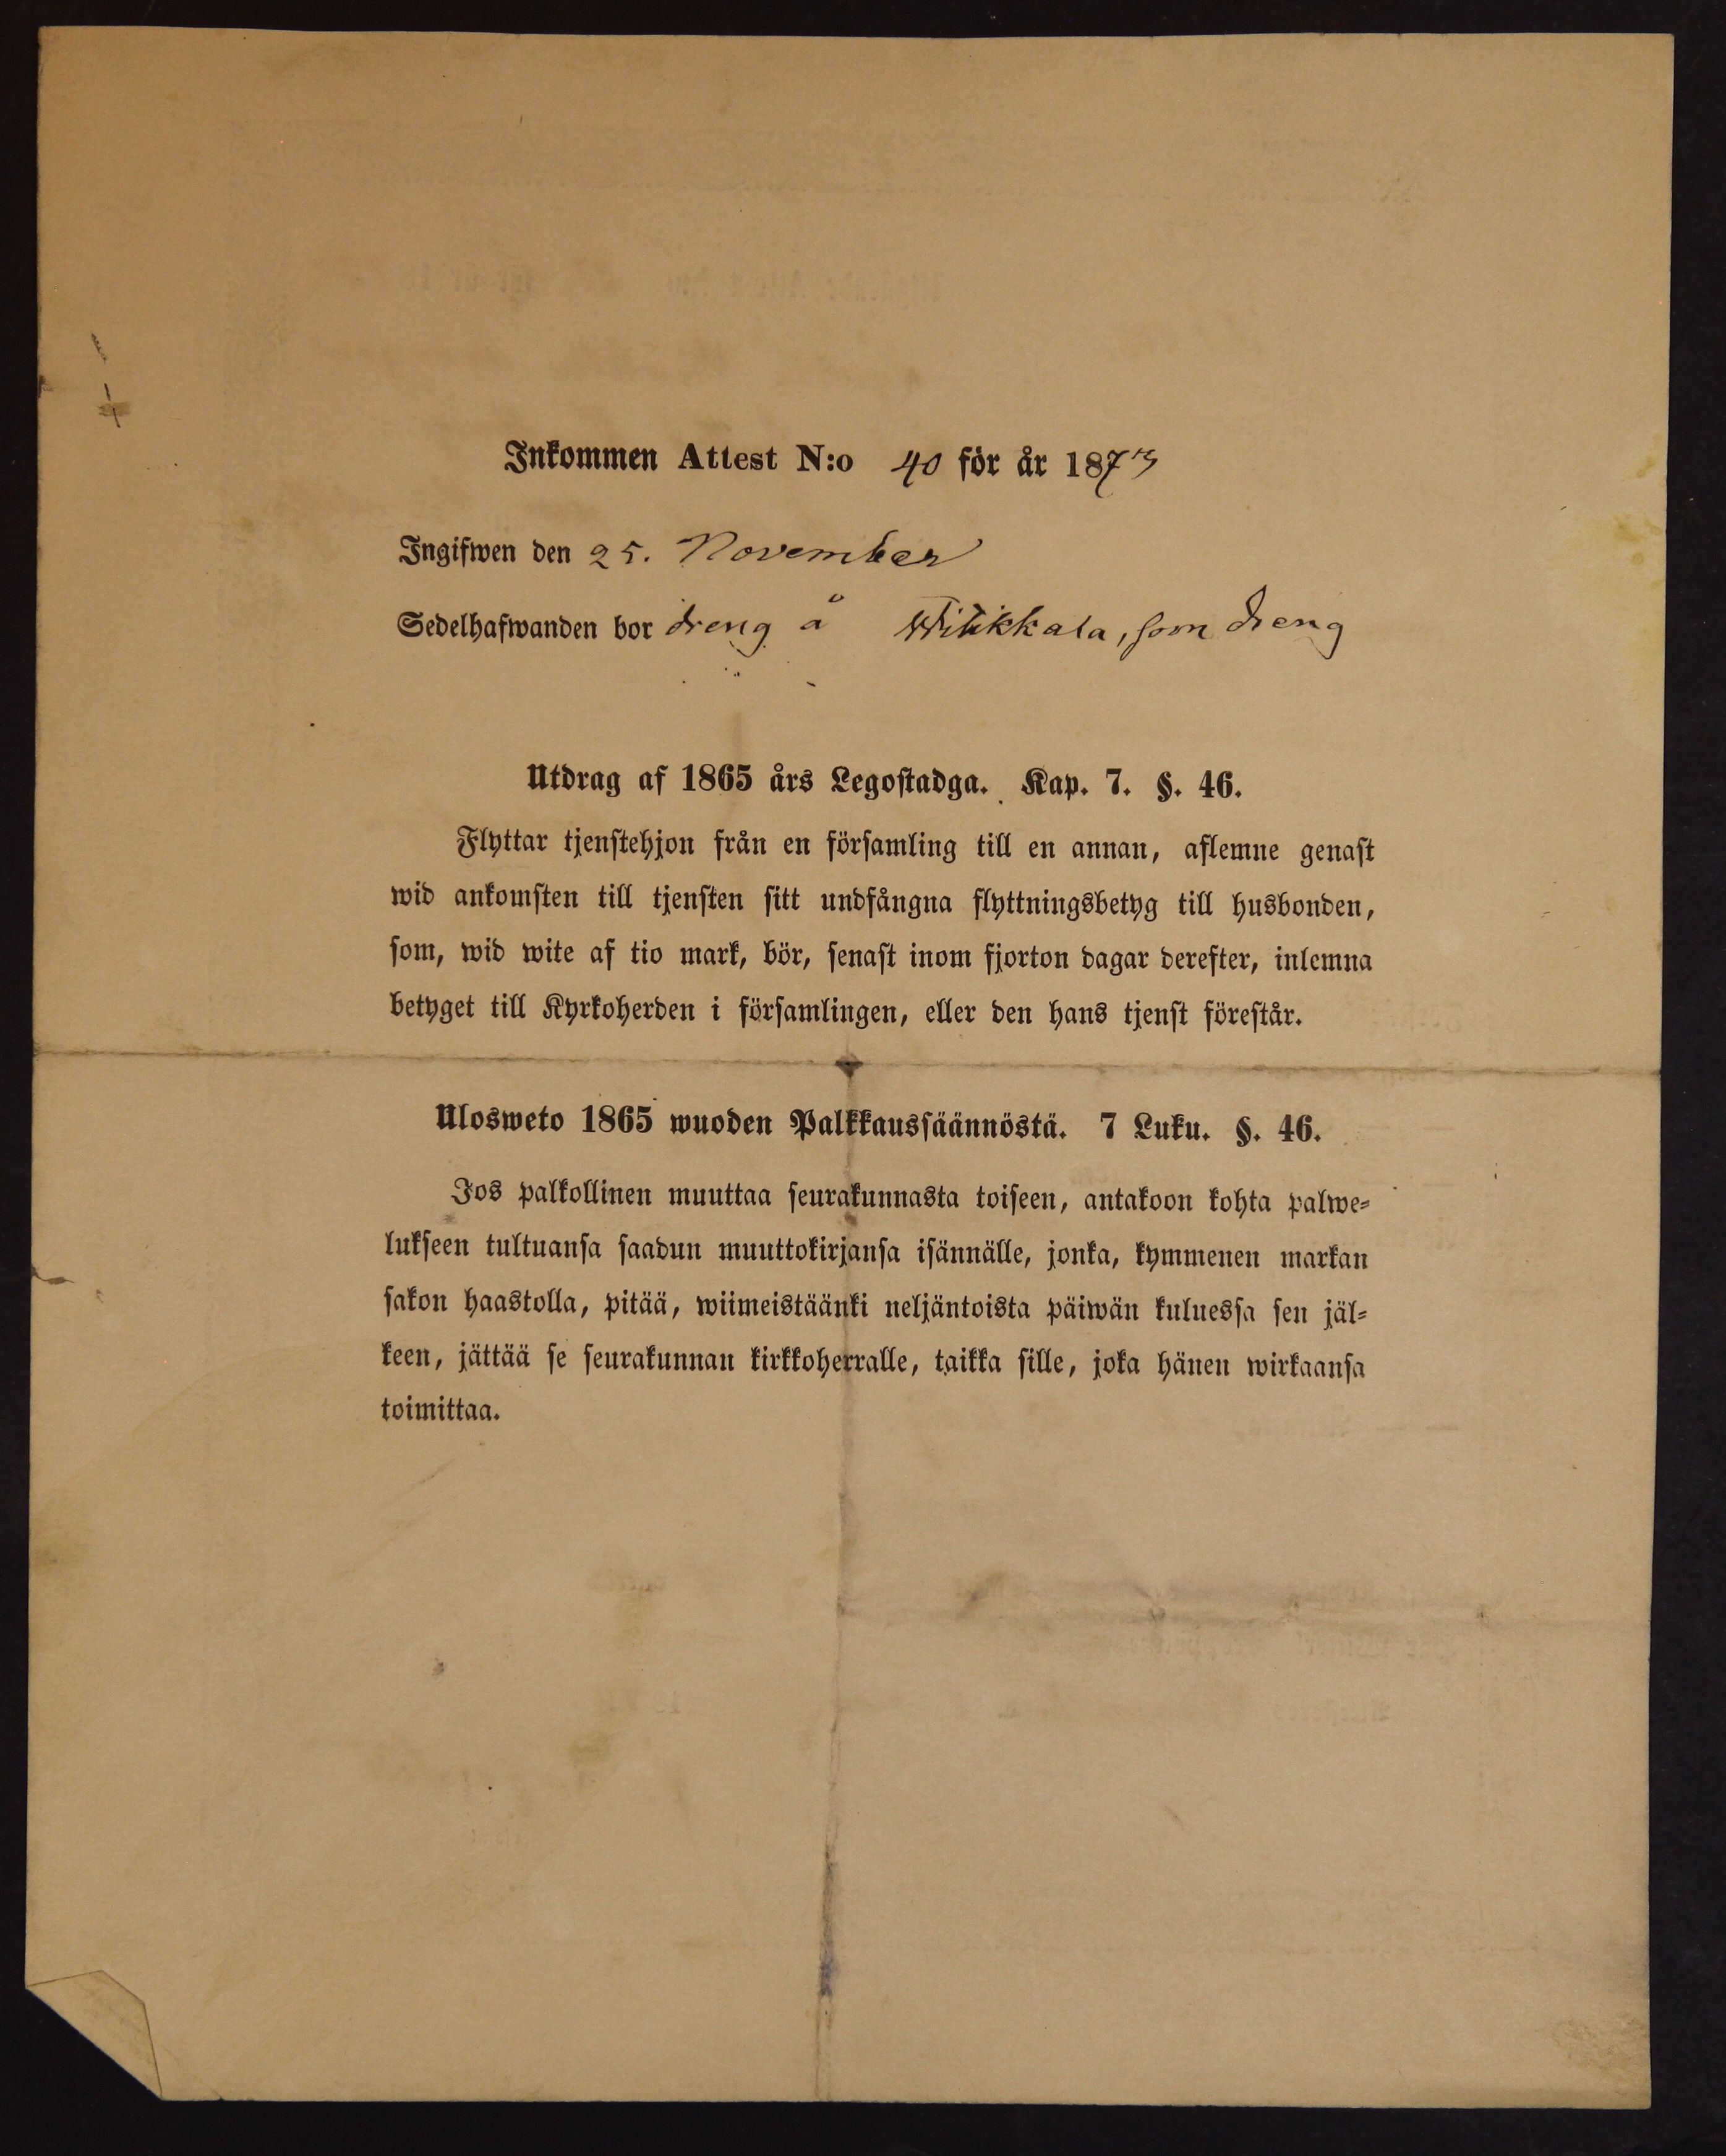 Inkommen Attest N:o 40 för år 1873
Ingifwen den 25. November
Sedelhafwanden bor dreng å Wikkala, som dreng
Utdrag af 1865 års Legostadga. Kap. 7. §. 46.
Flyttar tjenstehjon från en församling till en annan, aflemne genast
wid ankomsten till tjensten sitt undfångna flyttningsbetyg till husbonden,
som, wid wite af tio mark, bör, senast inom fjorton dagar derefter, inlemna
betyget till Kyrkoherden i församlingen, eller den hans tjenst förestår.
Ulosweto 1865 wuoden Palkkaussäännöstä. 7 Luku. §. 46.
Jos palkollinen muuttaa seurakunnasta toiseen, antakoon kohta palwe-
lukseen tultuansa saadun muuttokirjansa isännälle, jonka, kymmenen markan
sakon haastolla, pitää, wiimeistäänki neljäntoista päiwän kuluessa sen jäl-
keen, jättää se seurakunnan kirkkoherralle, taikka sille, joka hänen wirkaansa
toimittaa.